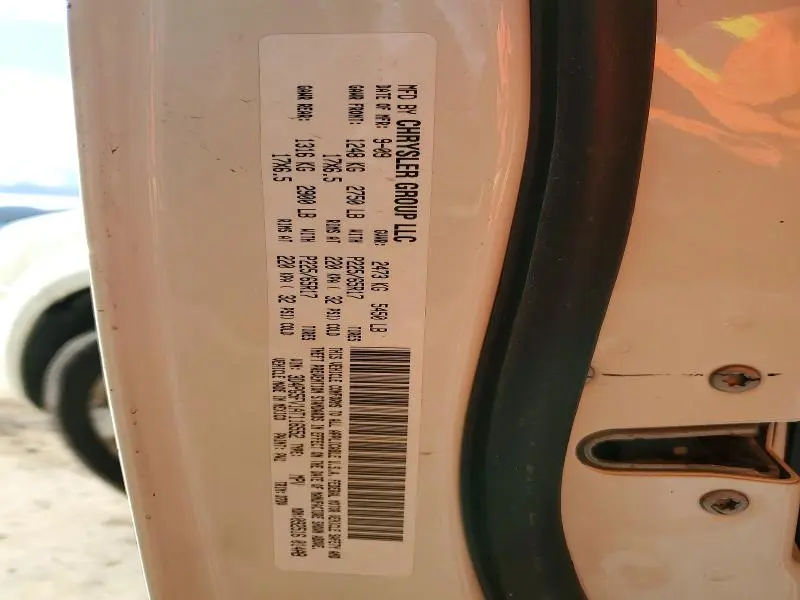 MFD BY CHRYSLER GROUP LLC
DATE OF MFR: 9-09 GVWR: 2473 KG 5450 LB
GAWR FRONT: 1248 KG 2750 LB WITH P225/65R17 TIRES
17X6.5 RIMS AT 220 KPA ( 32 PSI) COLD
GAWR REAR: 1316 KG 2900 LB WITH P225/65R17 TIRES
17X6.5 RIMS AT 220 KPA ( 32 PSI) COLD
THIS VEHICLE CONFORMS TO ALL APPLICABLE U.S.A. FEDERAL MOTOR VEHICLE SAFETY AND
THEFT PREVENTION STANDARDS IN EFFECT ON THE DATE OF MANUFACTURE SHOWN ABOVE.
VIN: TYPE: MPV
VEHICLE MADE IN MEXICO PAINT: TRIM: